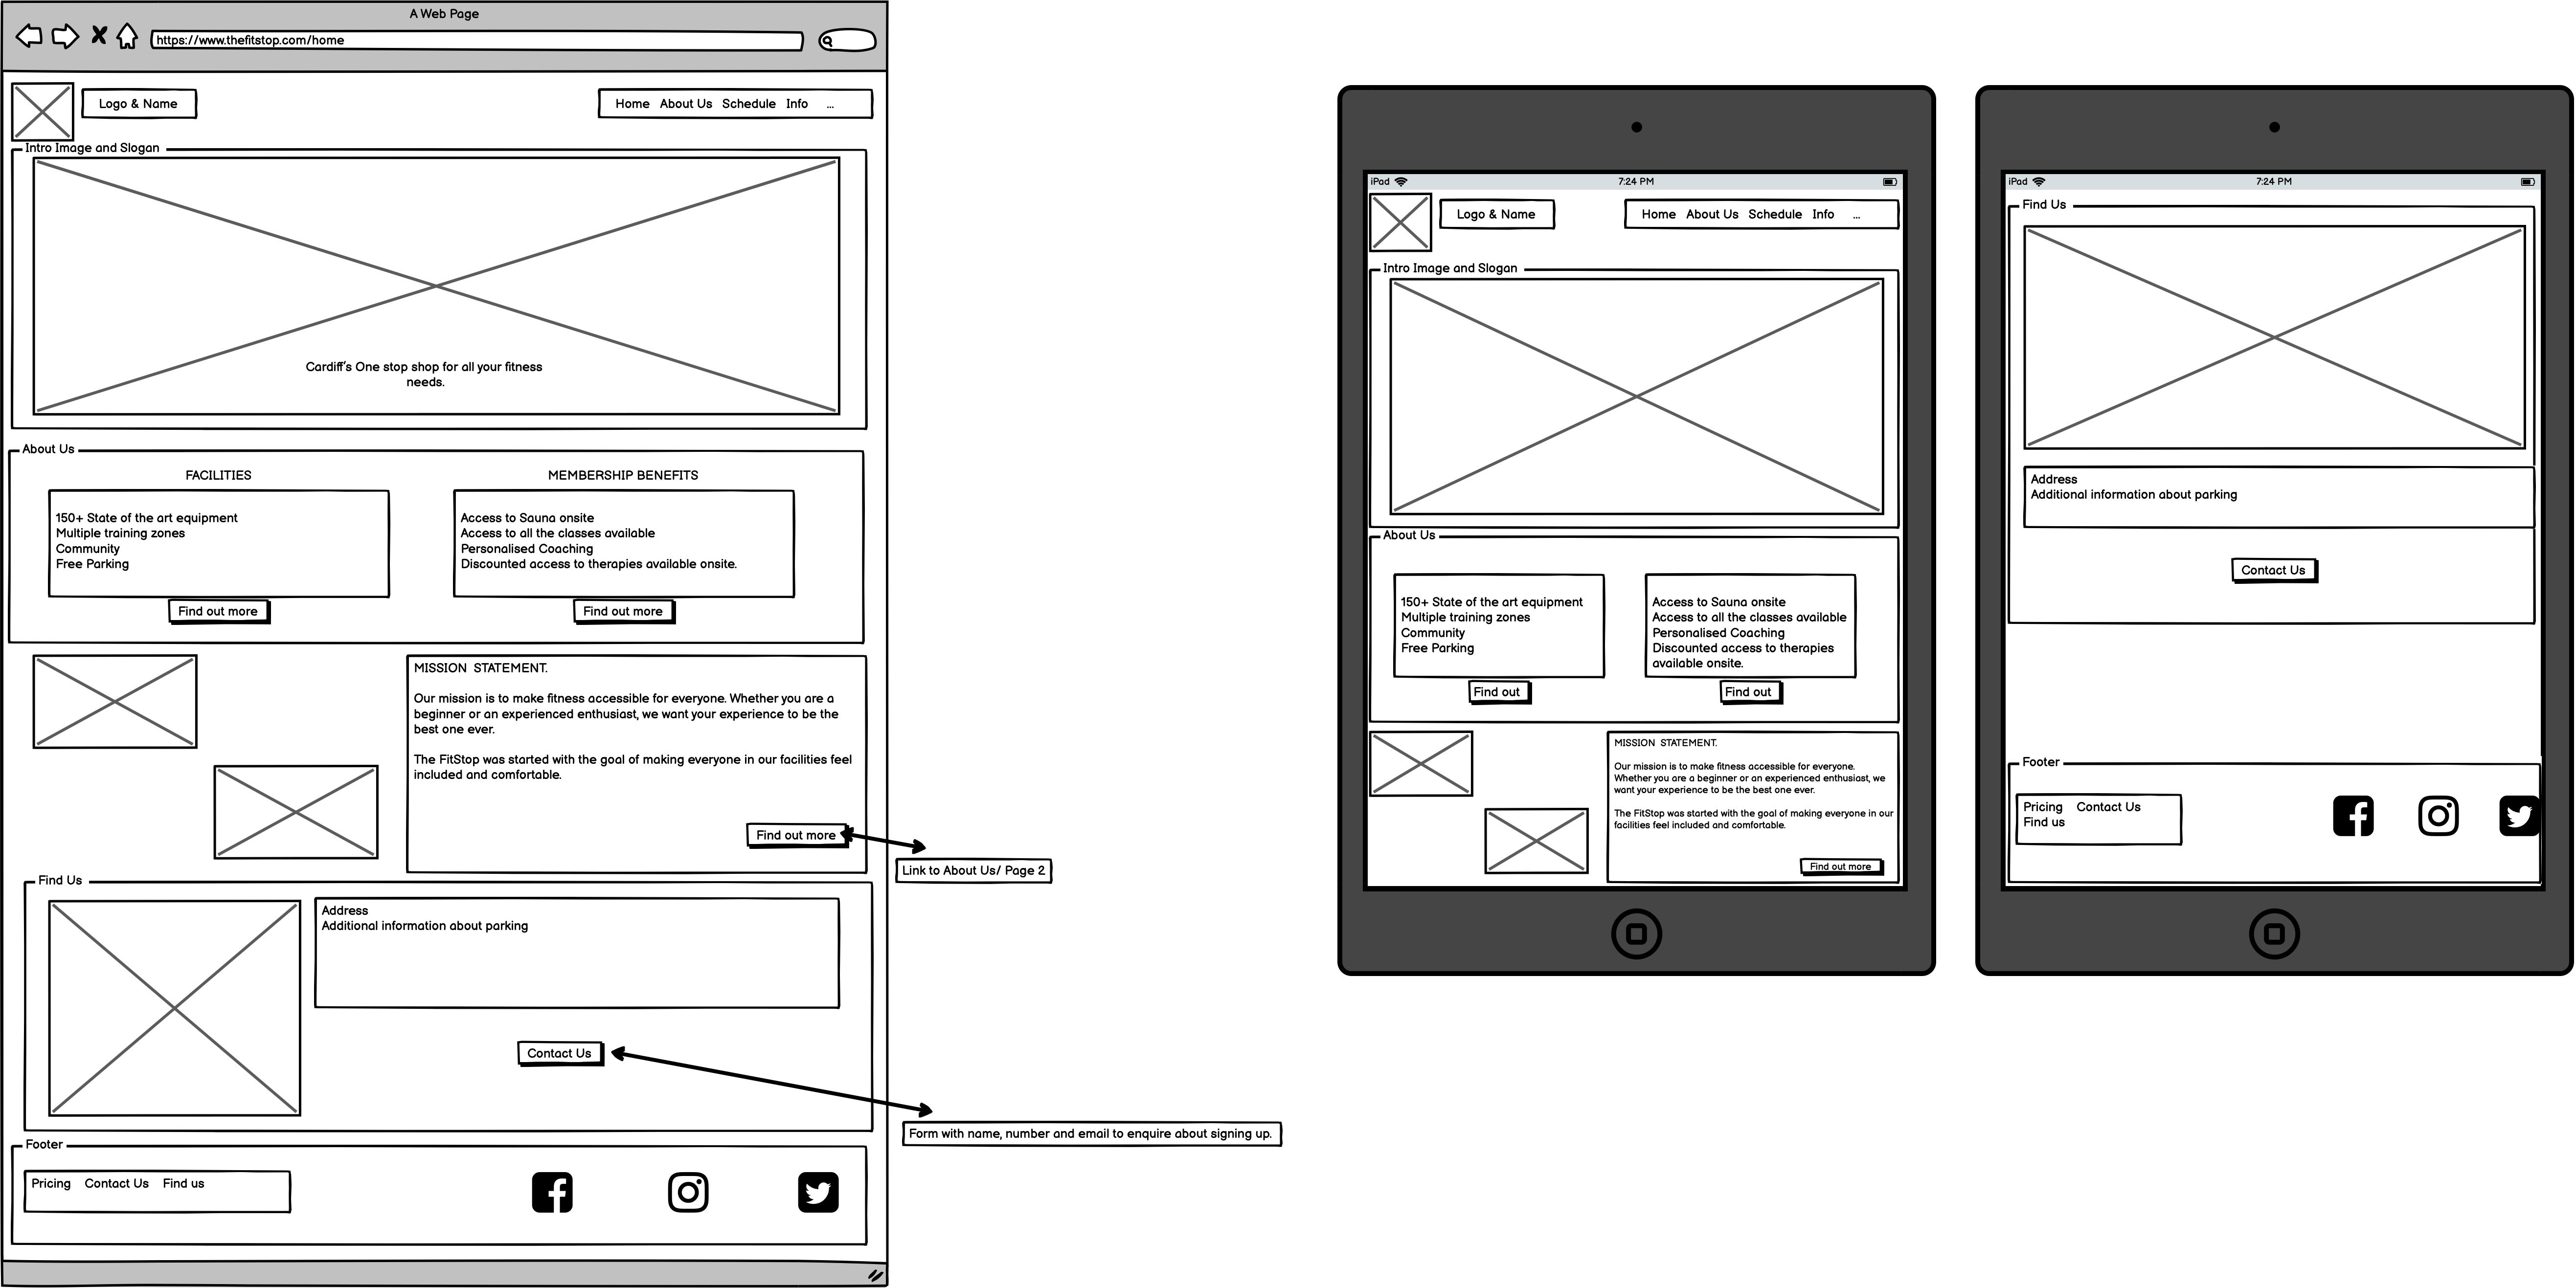 A Web Page
https://www.thefitstop.com/home
Logo & Name
Home About Us Schedule Info ...
Intro Image and Slogan
Cardiff's One stop shop for all your fitness
needs.
About Us
FACILITIES
150+ State of the art equipment
Multiple training zones
Community
Free Parking
Find out more
MEMBERSHIP BENEFITS
Access to Sauna onsite
Access to all the classes available
Personalised Coaching
Discounted access to therapies available onsite.
Find out more
MISSION STATEMENT.
Our mission is to make fitness accessible for everyone. Whether you are a
beginner or an experienced enthusiast, we want your experience to be the
best one ever.
The FitStop was started with the goal of making everyone in our facilities feel
included and comfortable.
Find out more
Link to About Us/ Page 2
Find Us
Address
Additional information about parking
Contact Us
Form with name, number and email to enquire about signing up.
Footer
Pricing Contact Us Find us
iPad
7:24 PM
Logo & Name
Home About Us Schedule Info ...
Intro Image and Slogan
About Us
150+ State of the art equipment
Multiple training zones
Community
Free Parking
Find out
Access to Sauna onsite
Access to all the classes available
Personalised Coaching
Discounted access to therapies
available onsite.
Find out
MISSION STATEMENT.
Our mission is to make fitness accessible for everyone.
Whether you are a beginner or an experienced enthusiast, we
want your experience to be the best one ever.
The FitStop was started with the goal of making everyone in our
facilities feel included and comfortable.
Find out more
iPad
7:24 PM
Find Us
Address
Additional information about parking
Contact Us
Footer
Pricing Contact Us
Find us